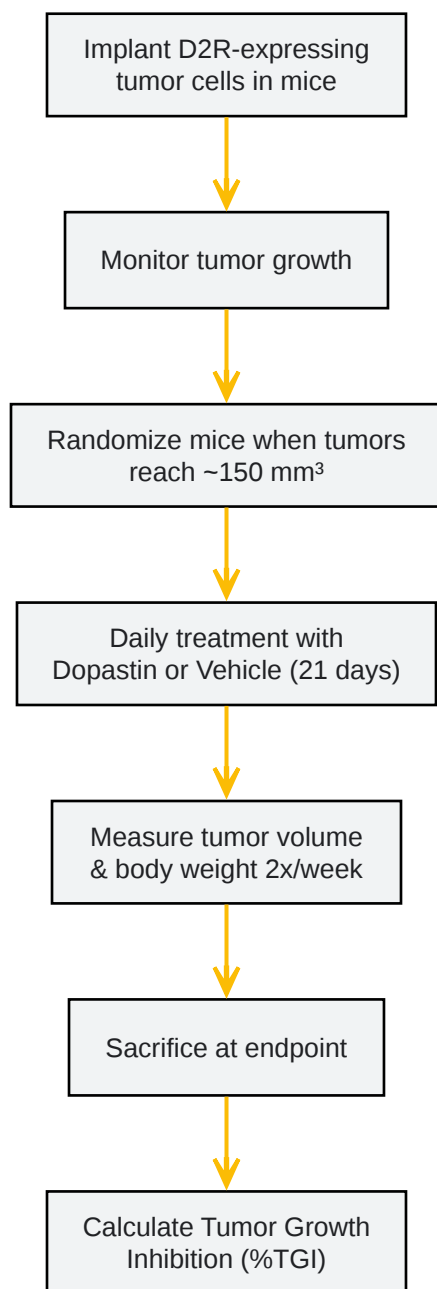 Implant D2R-expressing
tumor cells in mice
Monitor tumor growth
Randomize mice when tumors
reach ~150 mm³
Daily treatment with
Dopastin or Vehicle (21 days)
Measure tumor volume
& body weight 2x/week
Sacrifice at endpoint
Calculate Tumor Growth
Inhibition (%TGI)